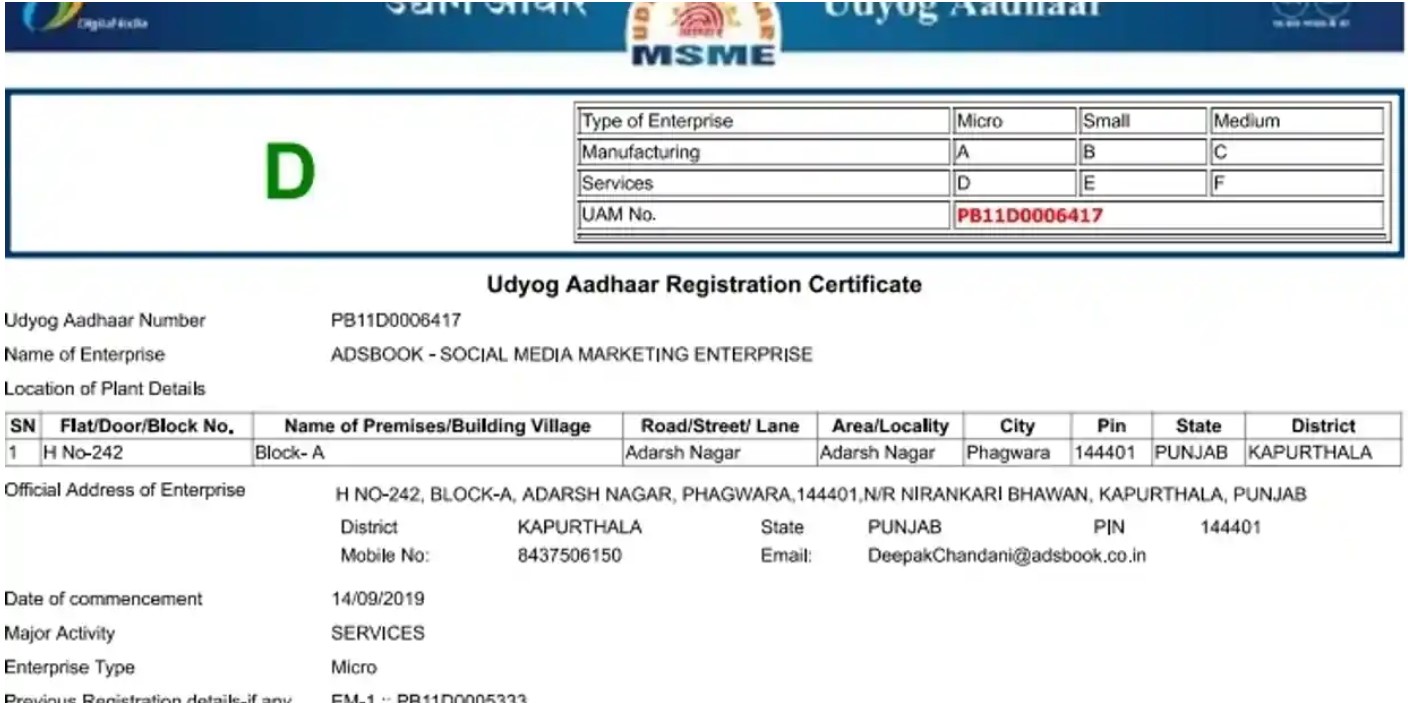 Digital India
उद्योग आधार
Udyog Aadhaar
MSME
D
Type of Enterprise Micro Small Medium
Manufacturing A B C
Services D E F
UAM No. PB11D0006417
Udyog Aadhaar Registration Certificate
Udyog Aadhaar Number PB11D0006417
Name of Enterprise ADSBOOK - SOCIAL MEDIA MARKETING ENTERPRISE
Location of Plant Details
SN Flat/Door/Block No. Name of Premises/Building Village Road/Street/ Lane Area/Locality City Pin State District
1 H No-242 Block- A Adarsh Nagar Adarsh Nagar Phagwara 144401 PUNJAB KAPURTHALA
Official Address of Enterprise H NO-242, BLOCK-A, ADARSH NAGAR, PHAGWARA,144401,N/R NIRANKARI BHAWAN, KAPURTHALA, PUNJAB
District KAPURTHALA State PUNJAB PIN 144401
Mobile No: 8437506150 Email: DeepakChandani@adsbook.co.in
Date of commencement 14/09/2019
Major Activity SERVICES
Enterprise Type Micro
Previous Registration details-if any EM-1 :: PB11D0005333